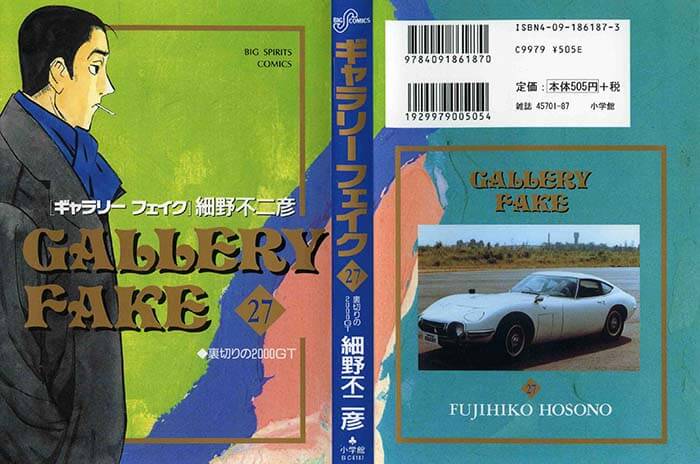 BIG SPIRITS
COMICS
[ギャラリー フェイク] 細野不二彦
GALLERY
FAKE
27
◆裏切りの2000GT
BIG COMICS
ギャラリーフェイク
27
裏切りの2000GT
細野不二彦
小学館
ISBN4-09-186187-3
C9979 ¥505E
9784091861870
定価:本体505円+税
雑誌 45701-87 小学館
1929979005054
GALLERY
FAKE
27
FUJIHIKO HOSONO